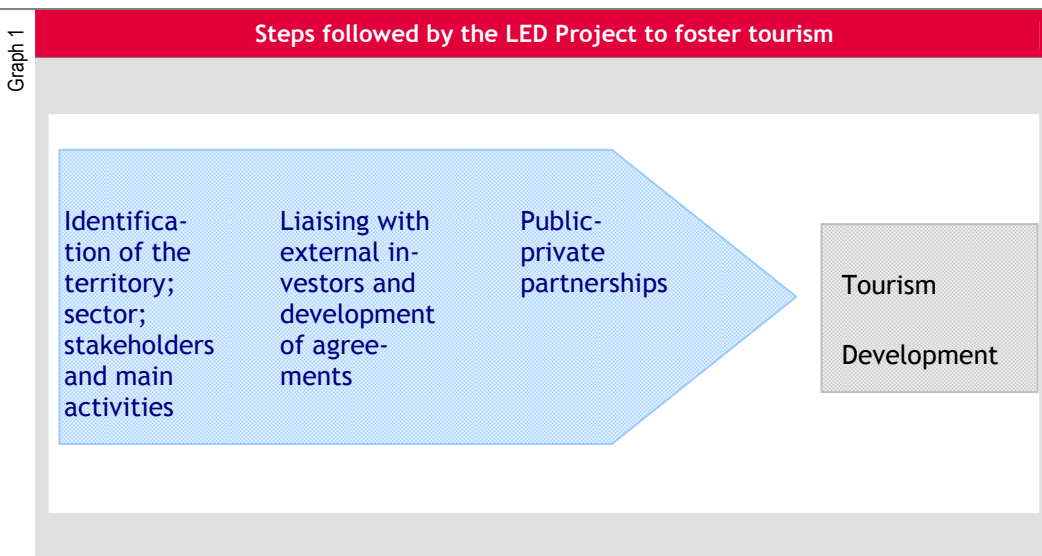 Graph 1
Steps followed by the LED Project to foster tourism
Identifica-
tion of the
territory;
sector;
stakeholders
and main
activities
Liaising with
external in-
vestors and
development
of agree-
ments
Public-
private
partnerships
Tourism
Development